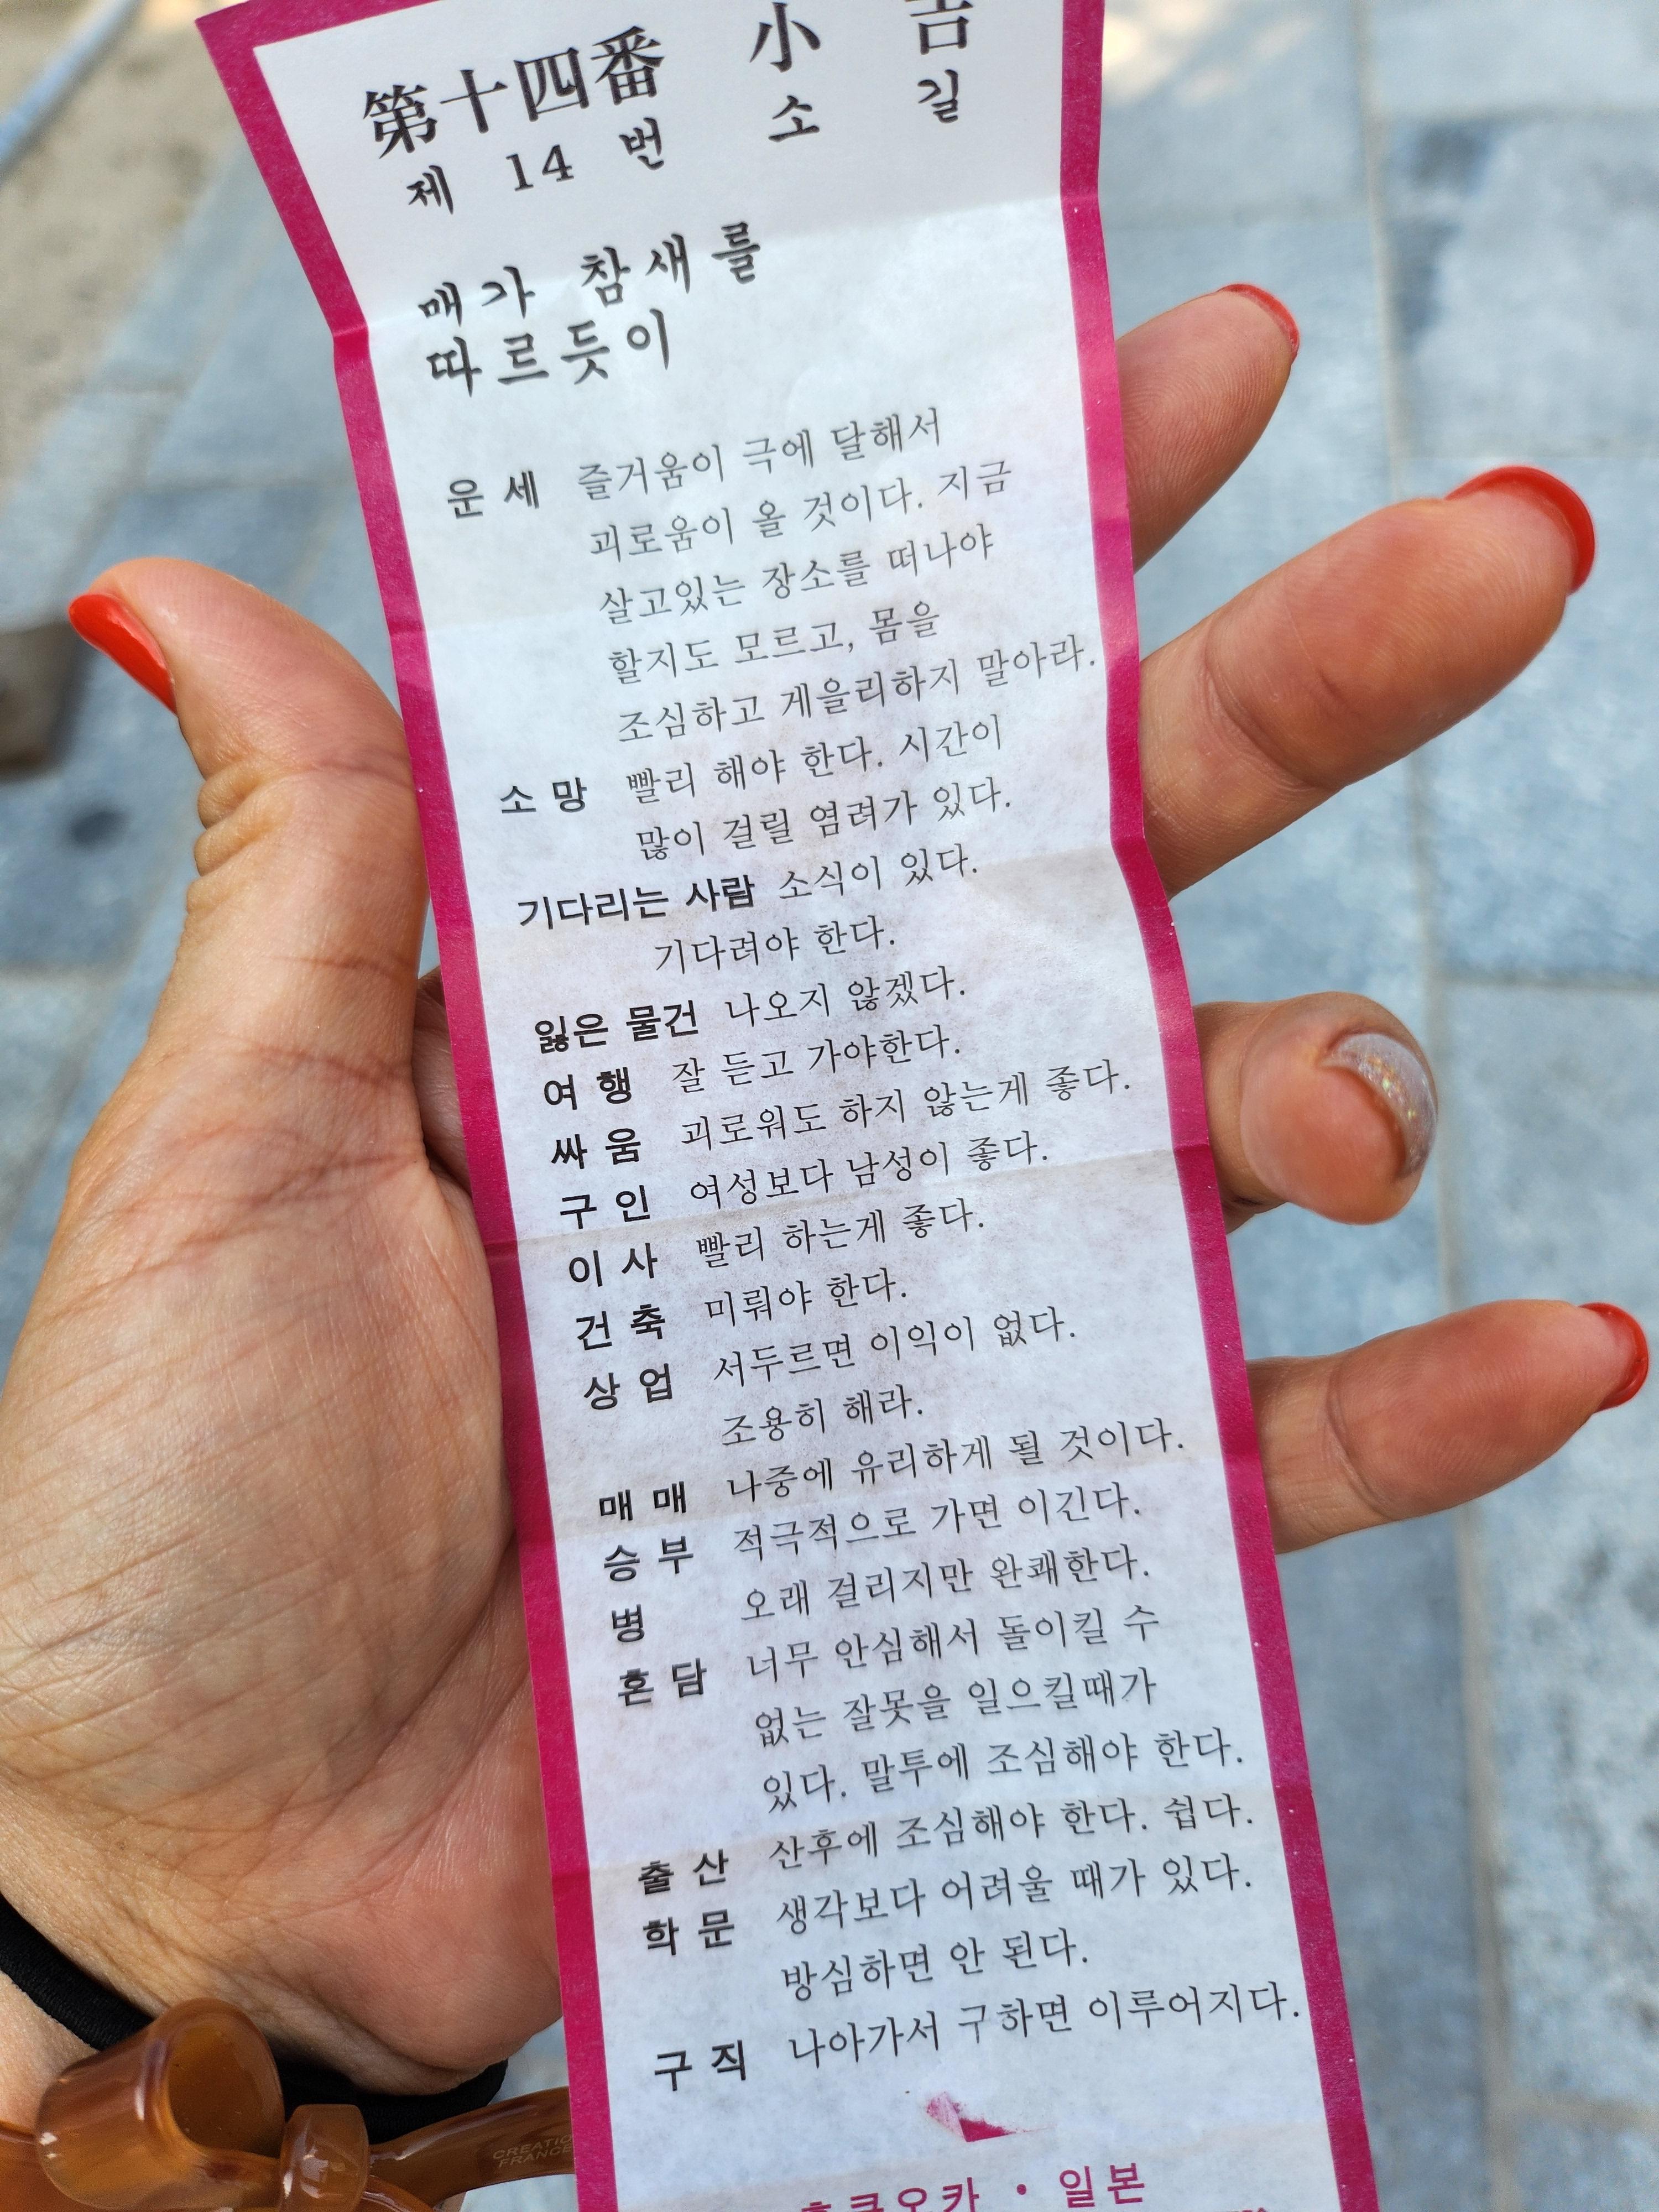 第十四番 小 吉
제 14 번 소 길
매가 참새를
따르듯이
운 세 즐거움이 극에 달해서
괴로움이 올 것이다. 지금
살고있는 장소를 떠나야
할지도 모르고, 몸을
조심하고 게을리하지 말아라.
소 망 빨리 해야 한다. 시간이
많이 걸릴 염려가 있다.
기다리는 사람 소식이 있다.
기다려야 한다.
잃은 물건 나오지 않겠다.
여 행 잘 듣고 가야한다.
싸 움 괴로워도 하지 않는게 좋다.
구 인 여성보다 남성이 좋다.
이 사 빨리 하는게 좋다.
건 축 미뤄야 한다.
상 업 서두르면 이익이 없다.
조용히 해라.
매 매 나중에 유리하게 될 것이다.
승 부 적극적으로 가면 이긴다.
병 오래 걸리지만 완쾌한다.
혼 담 너무 안심해서 돌이킬 수
없는 잘못을 일으킬때가
있다. 말투에 조심해야 한다.
출 산 산후에 조심해야 한다. 쉽다.
학 문 생각보다 어려울 때가 있다.
방심하면 안 된다.
구 직 나아가서 구하면 이루어지다.
후쿠오카 • 일본
CREATIO
FRANCE